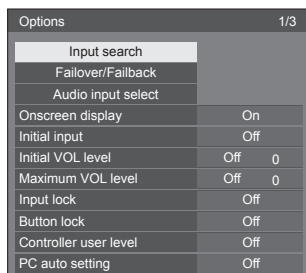 Options 1/3
Input search
Failover/Failback
Audio input select
Onscreen display On
Initial input Off
Initial VOL level Off 0
Maximum VOL level Off 0
Input lock Off
Button lock Off
Controller user level Off
PC auto setting Off